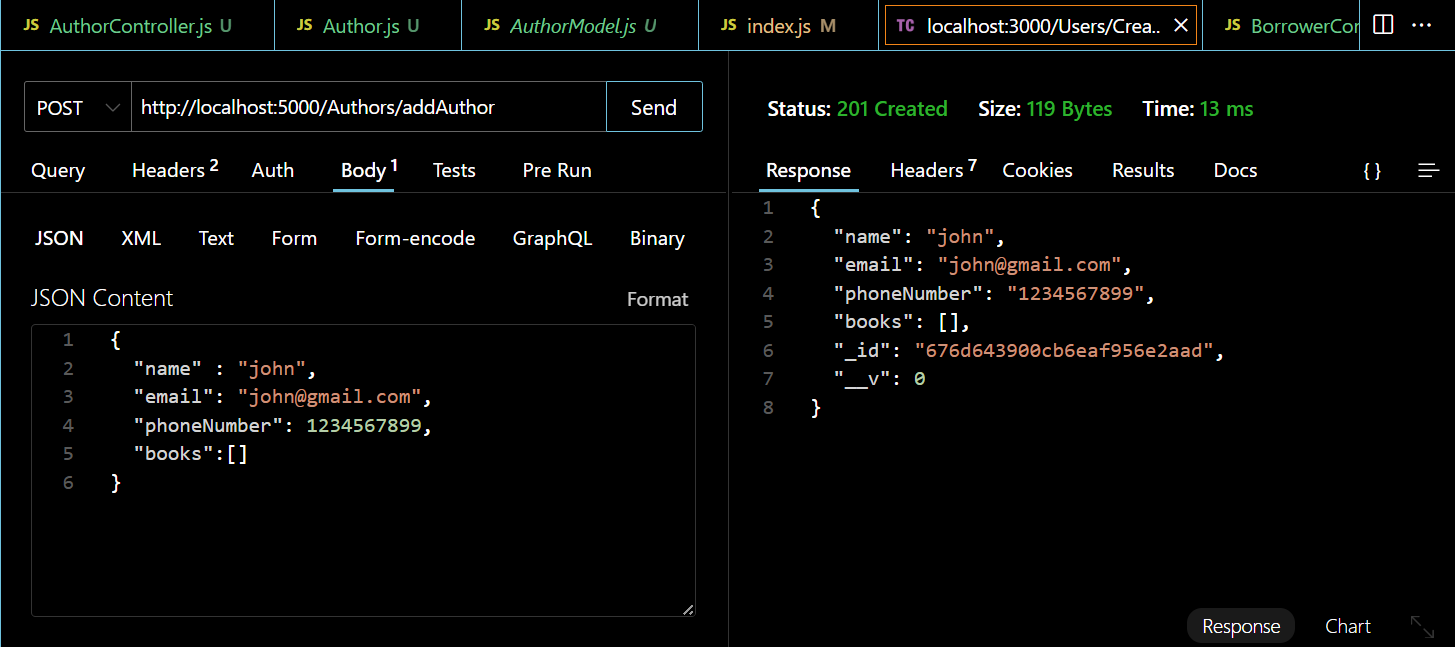 JS AuthorController.js U JS Author.js U JS AuthorModel.js U JS index.js M TC localhost:3000/Users/Crea.. JS BorrowerCor
POST http://localhost:5000/Authors/addAuthor Send
Query Headers 2 Auth Body 1 Tests Pre Run
JSON XML Text Form Form-encode GraphQL Binary
JSON Content Format
1 {
2 "name" : "john",
3 "email": "john@gmail.com",
4 "phoneNumber": 1234567899,
5 "books":[]
6 }
Status: 201 Created Size: 119 Bytes Time: 13 ms
Response Headers 7 Cookies Results Docs { }
1 {
2 "name": "john",
3 "email": "john@gmail.com",
4 "phoneNumber": "1234567899",
5 "books": [],
6 "_id": "676d643900cb6eaf956e2aad",
7 "__v": 0
8 }
Response Chart